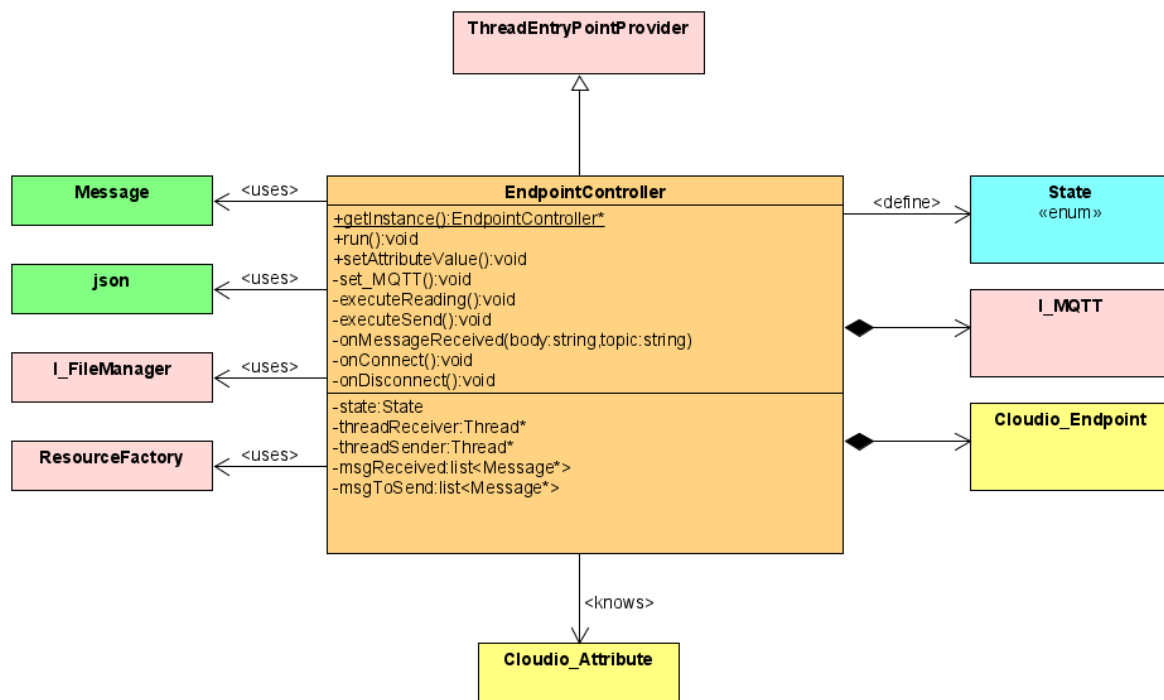 ThreadEntryPointProvider
Message
<uses>
json
<uses>
I_FileManager
<uses>
ResourceFactory
<uses>
EndpointController
+getInstance():EndpointController*
+run():void
+setAttributeValue():void
-set_MQTT():void
-executeReading():void
-executeSend():void
-onMessageReceived(body:string,topic:string)
-onConnect():void
-onDisconnect():void
-state:State
-threadReceiver:Thread*
-threadSender:Thread*
-msgReceived:list<Message*>
-msgToSend:list<Message*>
<define>
State
«enum»
I_MQTT
Cloudio_Endpoint
<knows>
Cloudio_Attribute